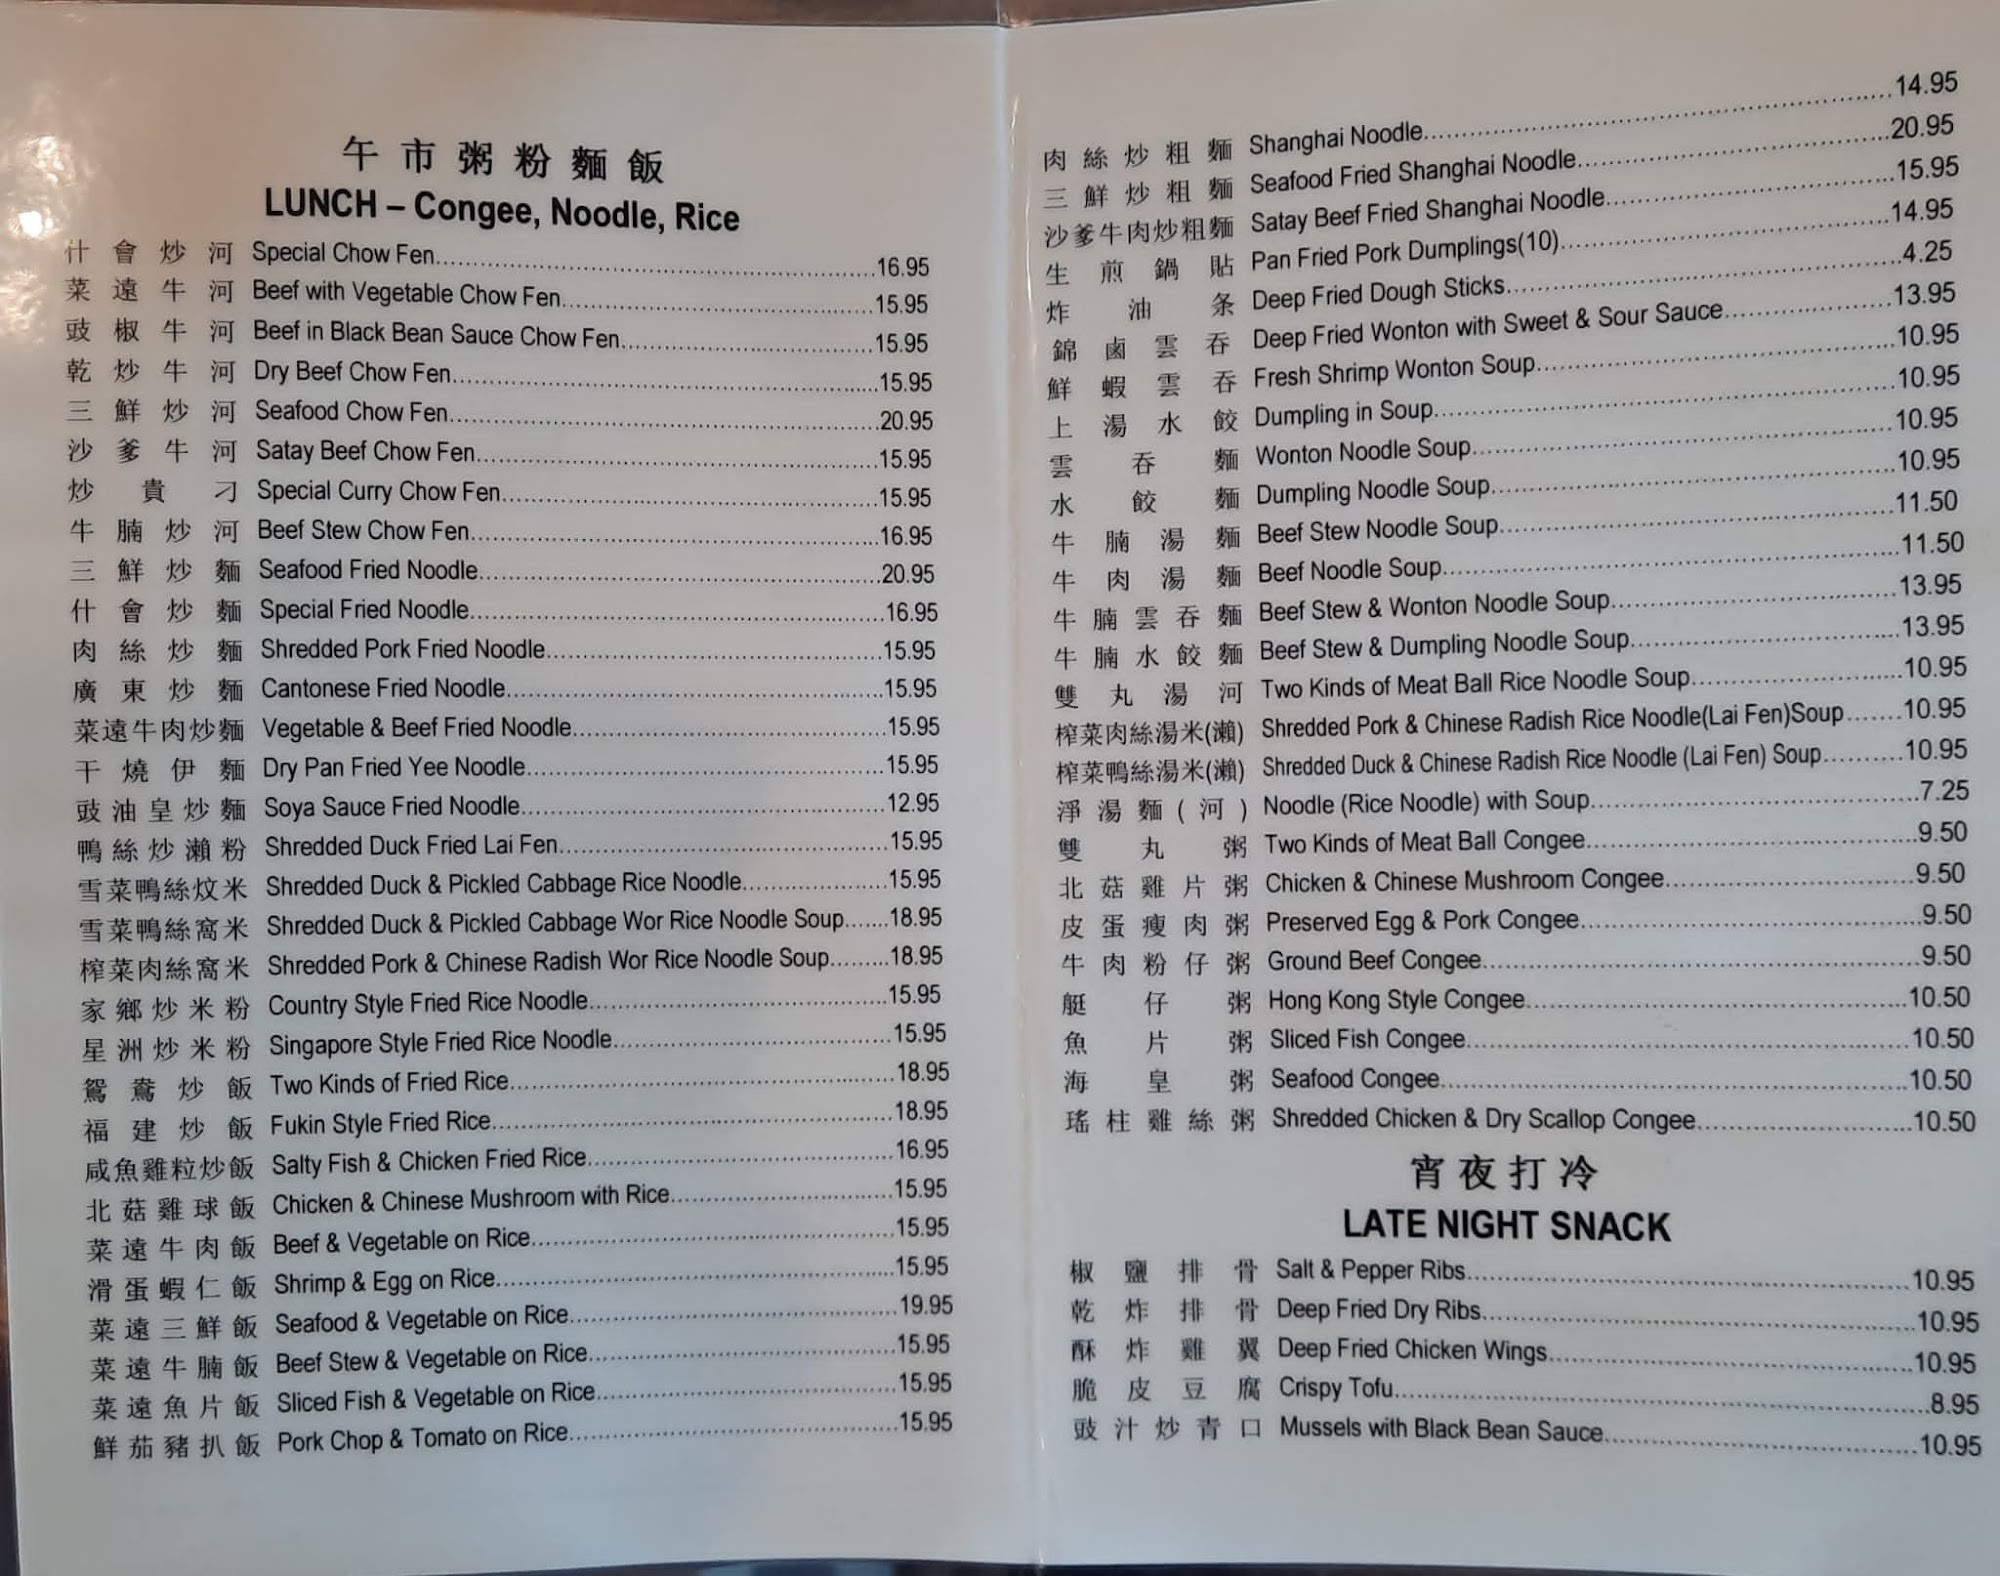 午市粥粉麵飯
LUNCH – Congee, Noodle, Rice
什會炒河 Special Chow Fen 16.95
菜遠牛河 Beef with Vegetable Chow Fen 15.95
豉椒牛河 Beef in Black Bean Sauce Chow Fen 15.95
乾炒牛河 Dry Beef Chow Fen 15.95
三鮮炒河 Seafood Chow Fen 20.95
沙爹牛河 Satay Beef Chow Fen 15.95
炒貴刁 Special Curry Chow Fen 15.95
牛腩炒河 Beef Stew Chow Fen 16.95
三鮮炒麵 Seafood Fried Noodle 20.95
什會炒麵 Special Fried Noodle 16.95
肉絲炒麵 Shredded Pork Fried Noodle 15.95
廣東炒麵 Cantonese Fried Noodle 15.95
菜遠牛肉炒麵 Vegetable & Beef Fried Noodle 15.95
干燒伊麵 Dry Pan Fried Yee Noodle 15.95
豉油皇炒麵 Soya Sauce Fried Noodle 12.95
鴨絲炒瀨粉 Shredded Duck Fried Lai Fen 15.95
雪菜鴨絲炆米 Shredded Duck & Pickled Cabbage Rice Noodle 15.95
雪菜鴨絲窩米 Shredded Duck & Pickled Cabbage Wor Rice Noodle Soup 18.95
榨菜肉絲窩米 Shredded Pork & Chinese Radish Wor Rice Noodle Soup 18.95
家鄉炒米粉 Country Style Fried Rice Noodle 15.95
星洲炒米粉 Singapore Style Fried Rice Noodle 15.95
鴛鴦炒飯 Two Kinds of Fried Rice 18.95
福建炒飯 Fukin Style Fried Rice 18.95
咸魚雞粒炒飯 Salty Fish & Chicken Fried Rice 16.95
北菇雞球飯 Chicken & Chinese Mushroom with Rice 15.95
菜遠牛肉飯 Beef & Vegetable on Rice 15.95
滑蛋蝦仁飯 Shrimp & Egg on Rice 15.95
菜遠三鮮飯 Seafood & Vegetable on Rice 19.95
菜遠牛腩飯 Beef Stew & Vegetable on Rice 15.95
菜遠魚片飯 Sliced Fish & Vegetable on Rice 15.95
鮮茄豬扒飯 Pork Chop & Tomato on Rice 15.95
肉絲炒粗麵 Shanghai Noodle 14.95
三鮮炒粗麵 Seafood Fried Shanghai Noodle 20.95
沙爹牛肉炒粗麵 Satay Beef Fried Shanghai Noodle 15.95
生煎鍋貼 Pan Fried Pork Dumplings(10) 14.95
炸油条 Deep Fried Dough Sticks 4.25
錦鹵雲吞 Deep Fried Wonton with Sweet & Sour Sauce 13.95
鮮蝦雲吞 Fresh Shrimp Wonton Soup 10.95
上湯水餃 Dumpling in Soup 10.95
雲吞麵 Wonton Noodle Soup 10.95
水餃麵 Dumpling Noodle Soup 10.95
牛腩湯麵 Beef Stew Noodle Soup 11.50
牛肉湯麵 Beef Noodle Soup 11.50
牛腩雲吞麵 Beef Stew & Wonton Noodle Soup 13.95
牛腩水餃麵 Beef Stew & Dumpling Noodle Soup 13.95
雙丸湯河 Two Kinds of Meat Ball Rice Noodle Soup 10.95
榨菜肉絲湯米(瀨) Shredded Pork & Chinese Radish Rice Noodle(Lai Fen)Soup 10.95
榨菜鴨絲湯米(瀨) Shredded Duck & Chinese Radish Rice Noodle (Lai Fen) Soup 10.95
淨湯麵(河) Noodle (Rice Noodle) with Soup 7.25
雙丸粥 Two Kinds of Meat Ball Congee 9.50
北菇雞片粥 Chicken & Chinese Mushroom Congee 9.50
皮蛋瘦肉粥 Preserved Egg & Pork Congee 9.50
牛肉粉仔粥 Ground Beef Congee 9.50
艇仔粥 Hong Kong Style Congee 10.50
魚片粥 Sliced Fish Congee 10.50
海皇粥 Seafood Congee 10.50
瑤柱雞絲粥 Shredded Chicken & Dry Scallop Congee 10.50
宵夜打冷
LATE NIGHT SNACK
椒鹽排骨 Salt & Pepper Ribs 10.95
乾炸排骨 Deep Fried Dry Ribs 10.95
酥炸雞翼 Deep Fried Chicken Wings 10.95
脆皮豆腐 Crispy Tofu 8.95
豉汁炒青口 Mussels with Black Bean Sauce 10.95